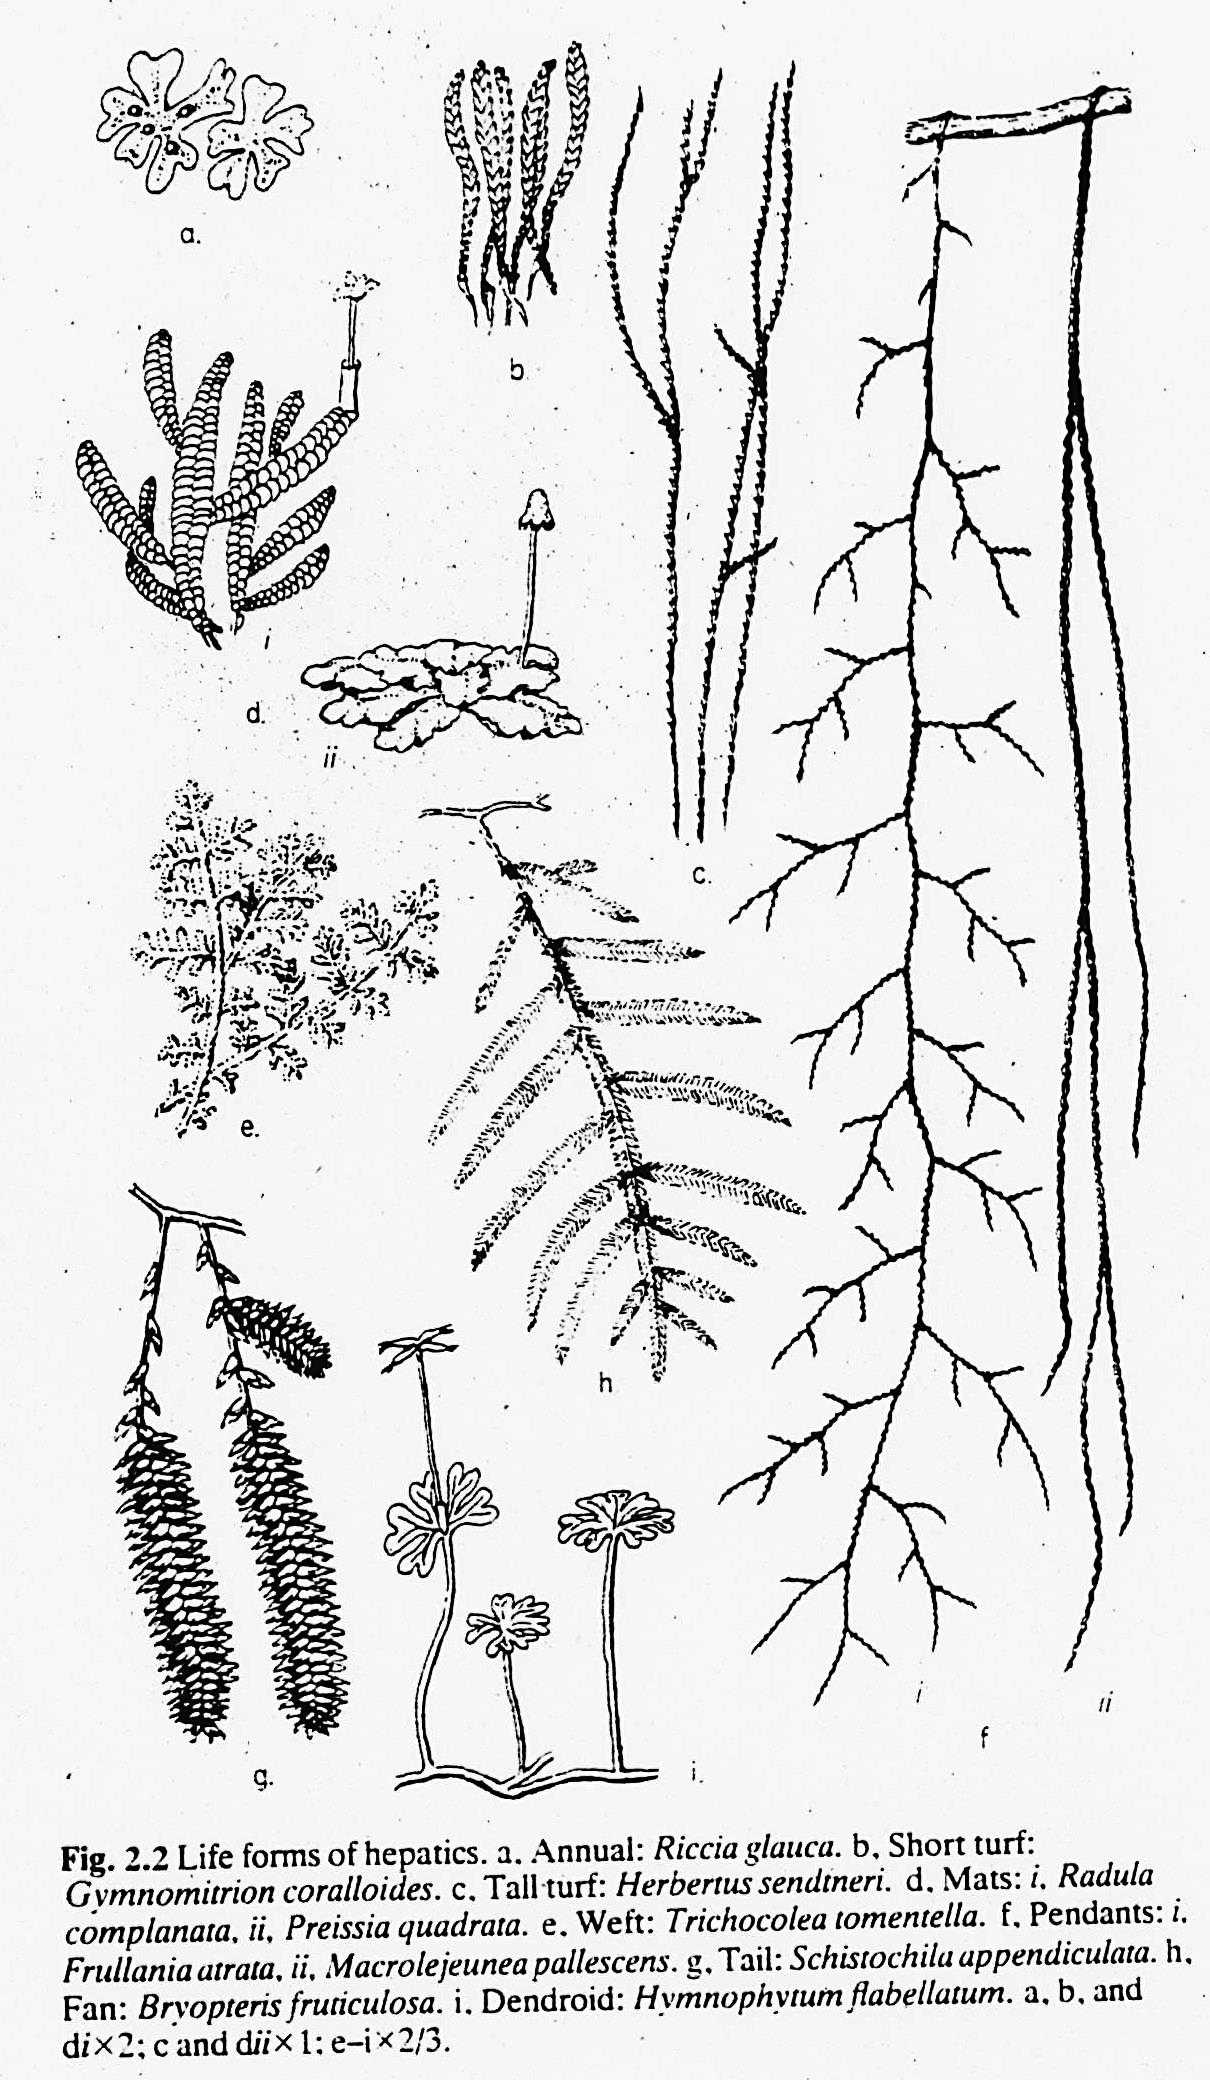 a.
b
i
d.
ii
c.
e.
h
g.
i.
i
ii
f
Fig. 2.2 Life forms of hepatics. a. Annual: Riccia glauca. b, Short turf:
Gymnomitrion coralloides. c, Tall turf: Herbertus sendtneri. d, Mats: i, Radula
complanata, ii, Preissia quadrata. e, Weft: Trichocolea tomentella. f, Pendants: i,
Frullania atrata, ii, Macrolejeunea pallescens. g, Tail: Schistochila appendiculata. h,
Fan: Bryopteris fruticulosa. i, Dendroid: Hymnophytum flabellatum. a, b, and
di×2; c and dii×1; e–i×2/3.